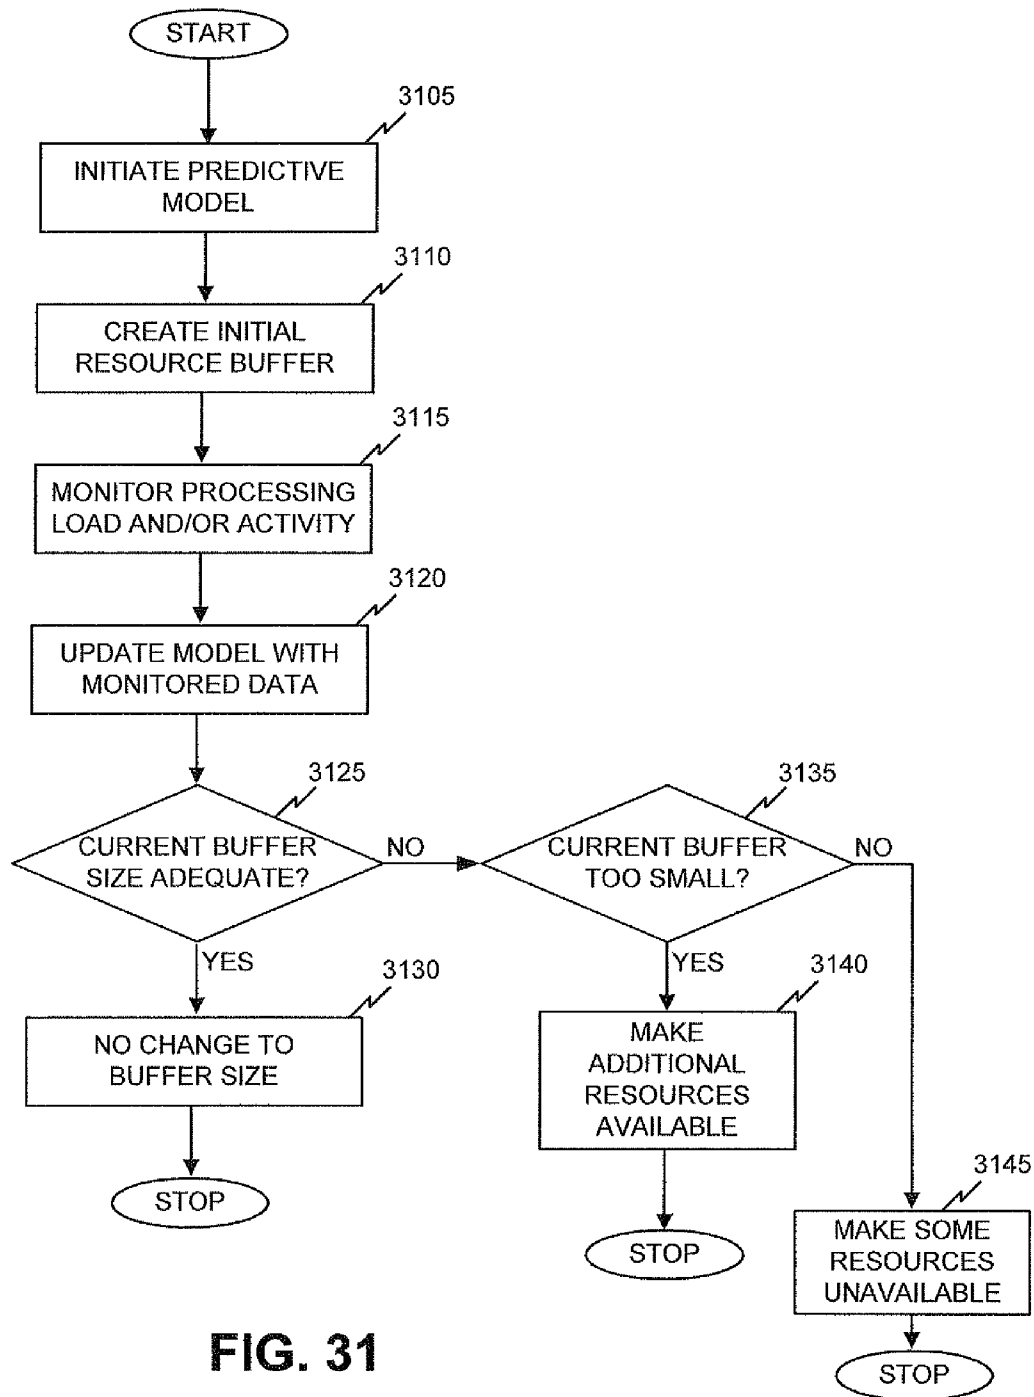 START
3105
INITIATE PREDICTIVE
MODEL
3110
CREATE INITIAL
RESOURCE BUFFER
3115
MONITOR PROCESSING
LOAD AND/OR ACTIVITY
3120
UPDATE MODEL WITH
MONITORED DATA
3125
CURRENT BUFFER
SIZE ADEQUATE?
NO
YES
3130
NO CHANGE TO
BUFFER SIZE
STOP
3135
CURRENT BUFFER
TOO SMALL?
NO
YES
3140
MAKE
ADDITIONAL
RESOURCES
AVAILABLE
STOP
3145
MAKE SOME
RESOURCES
UNAVAILABLE
STOP
FIG. 31